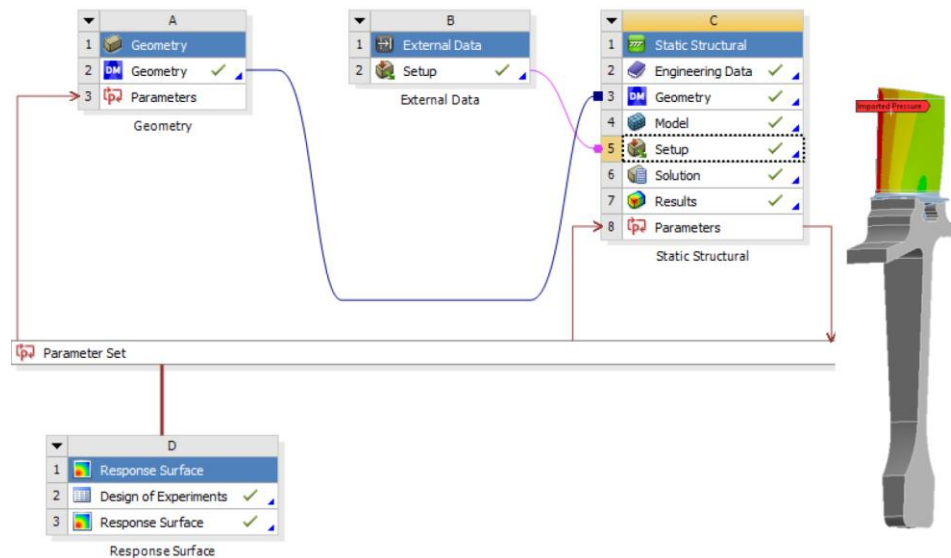 A
1 Geometry
2 DM Geometry
3 Parameters
Geometry
B
1 External Data
2 Setup
External Data
C
1 Static Structural
2 Engineering Data
3 DM Geometry
4 Model
5 Setup
6 Solution
7 Results
8 Parameters
Static Structural
Imported Pressure
Parameter Set
D
1 Response Surface
2 Design of Experiments
3 Response Surface
Response Surface